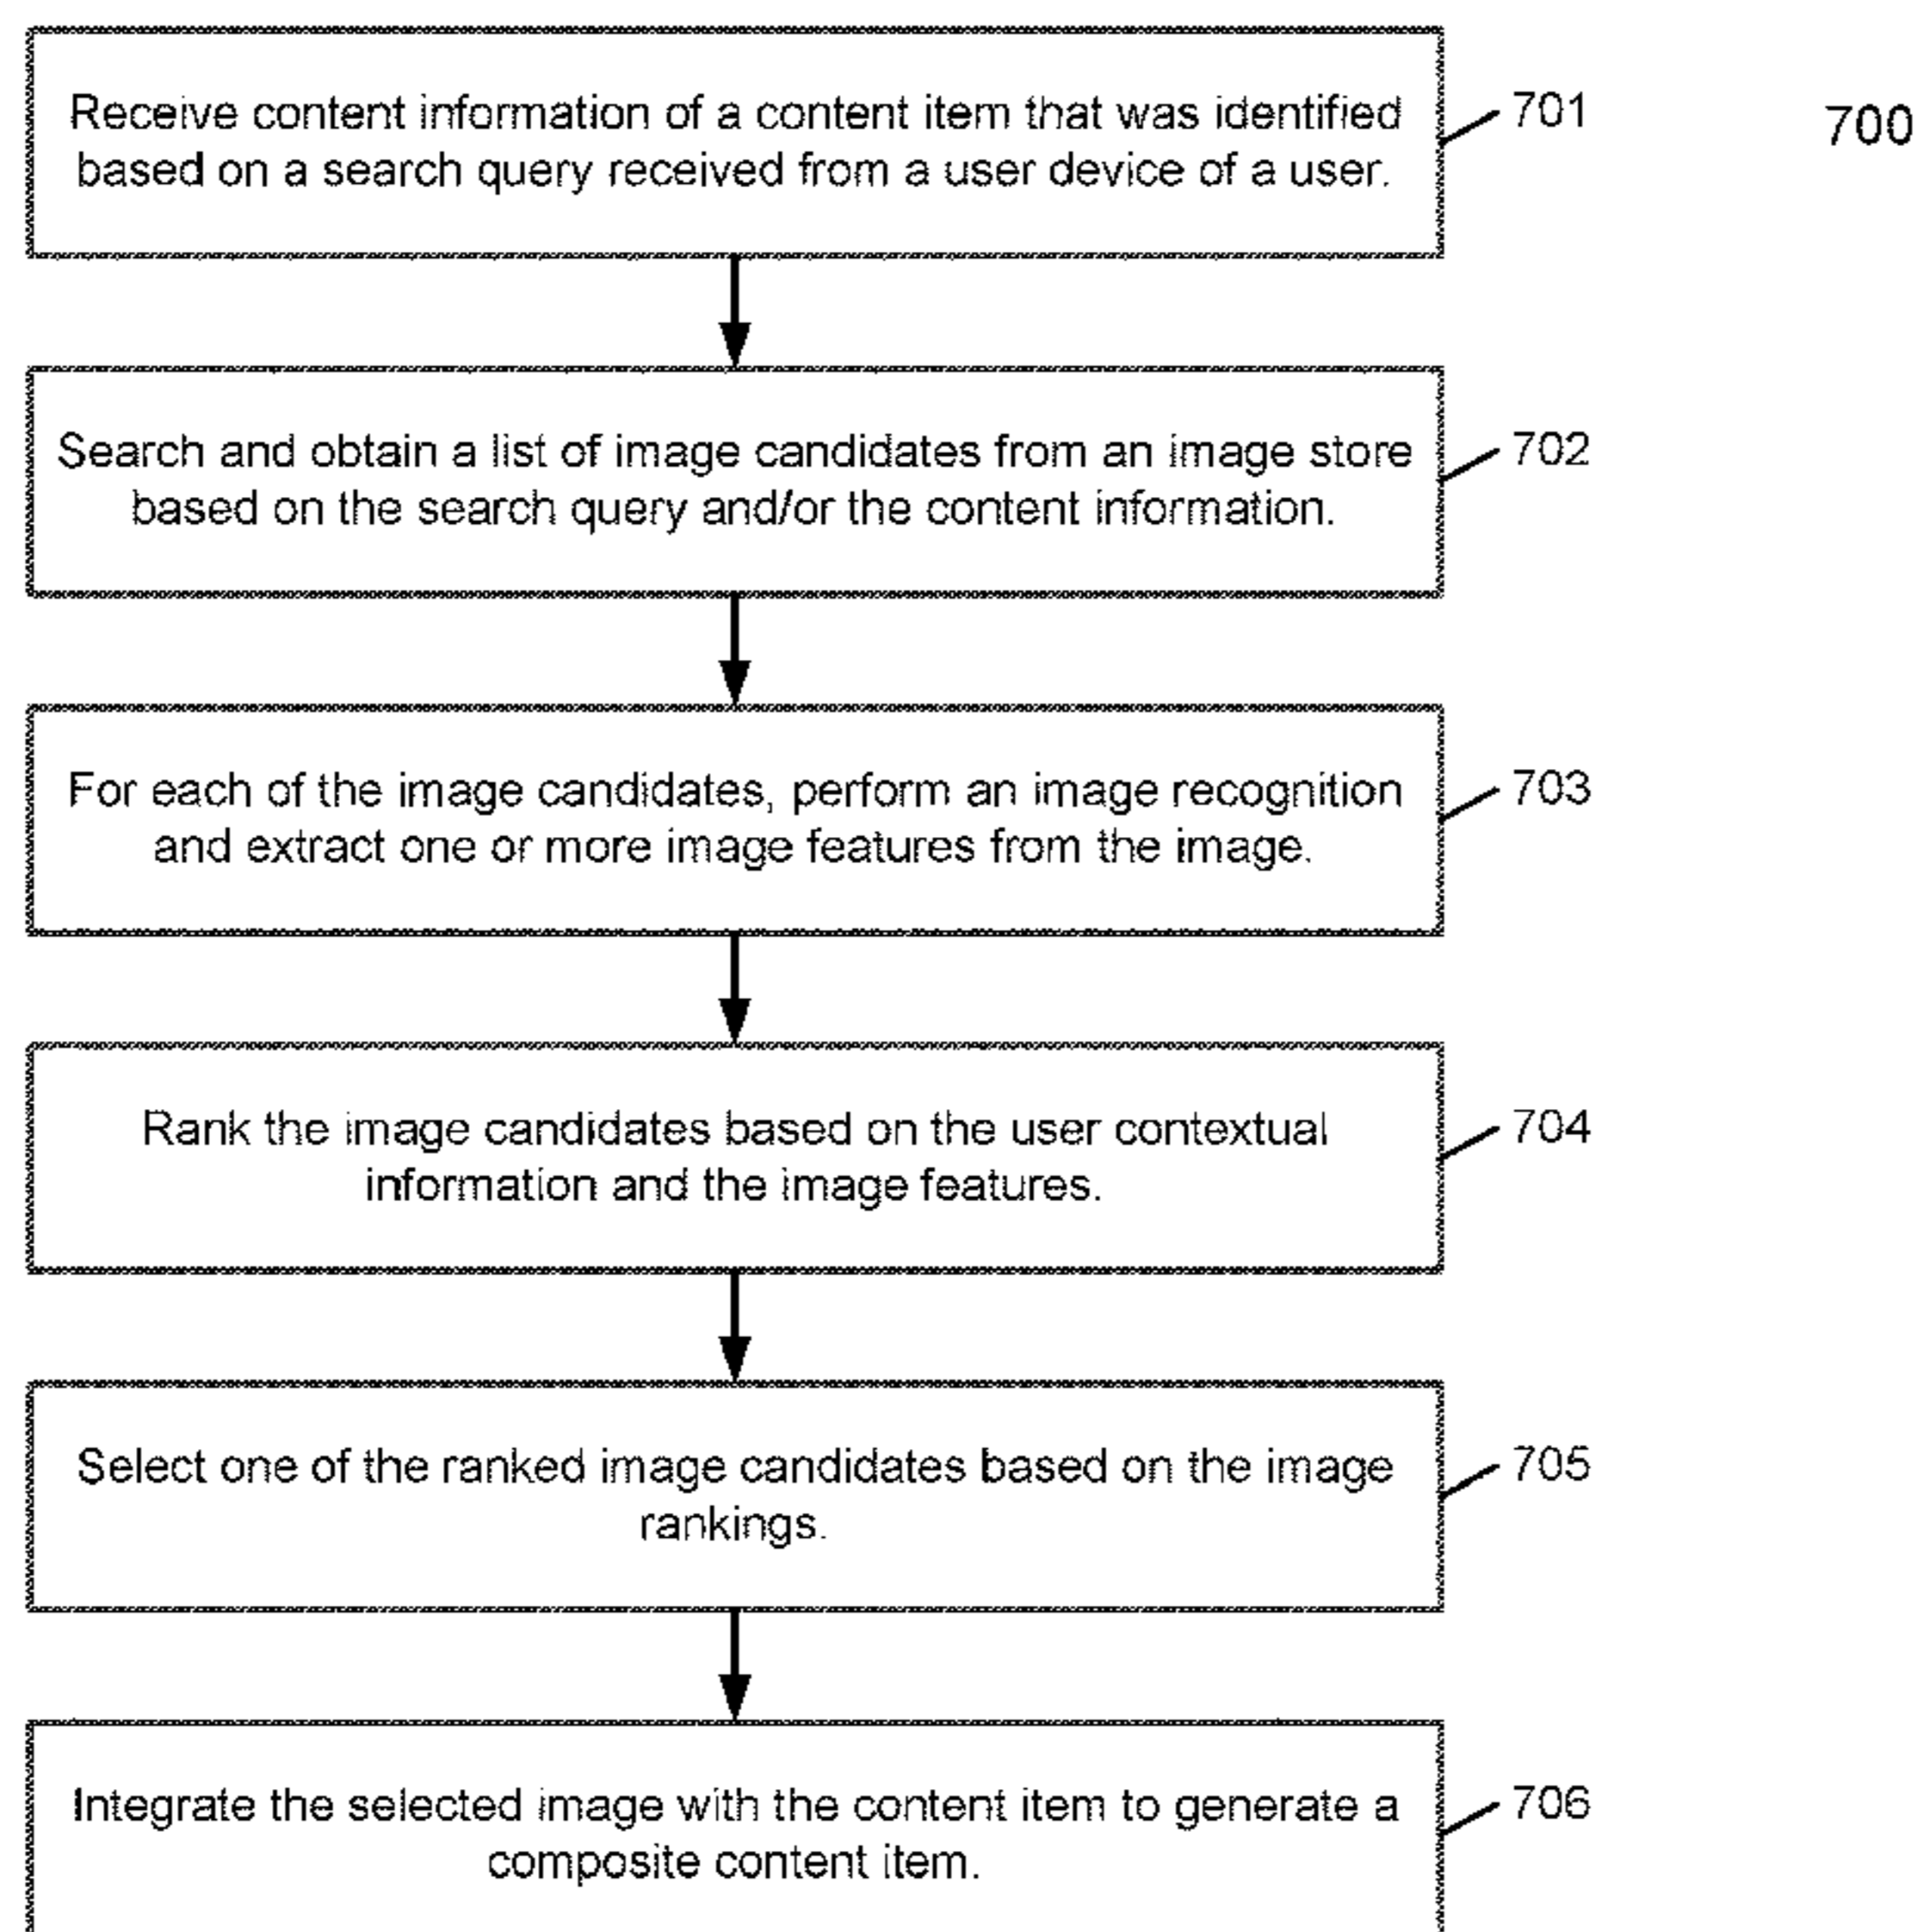 Receive content information of a content item that was identified
based on a search query received from a user device of a user.
701
700
Search and obtain a list of image candidates from an image store
based on the search query and/or the content information.
702
For each of the image candidates, perform an image recognition
and extract one or more image features from the image.
703
Rank the image candidates based on the user contextual
information and the image features.
704
Select one of the ranked image candidates based on the image
rankings.
705
Integrate the selected image with the content item to generate a
composite content item.
706